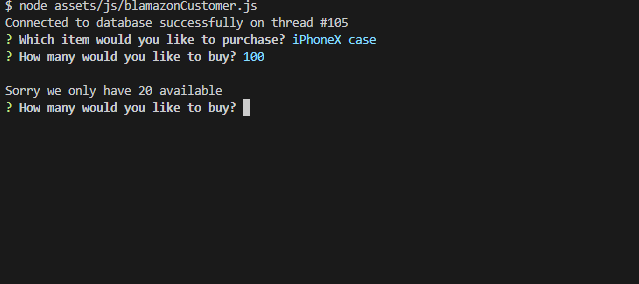 $ node assets/js/blamazonCustomer.js
Connected to database successfully on thread #105
? Which item would you like to purchase? iPhoneX case
? How many would you like to buy? 100
Sorry we only have 20 available
? How many would you like to buy?